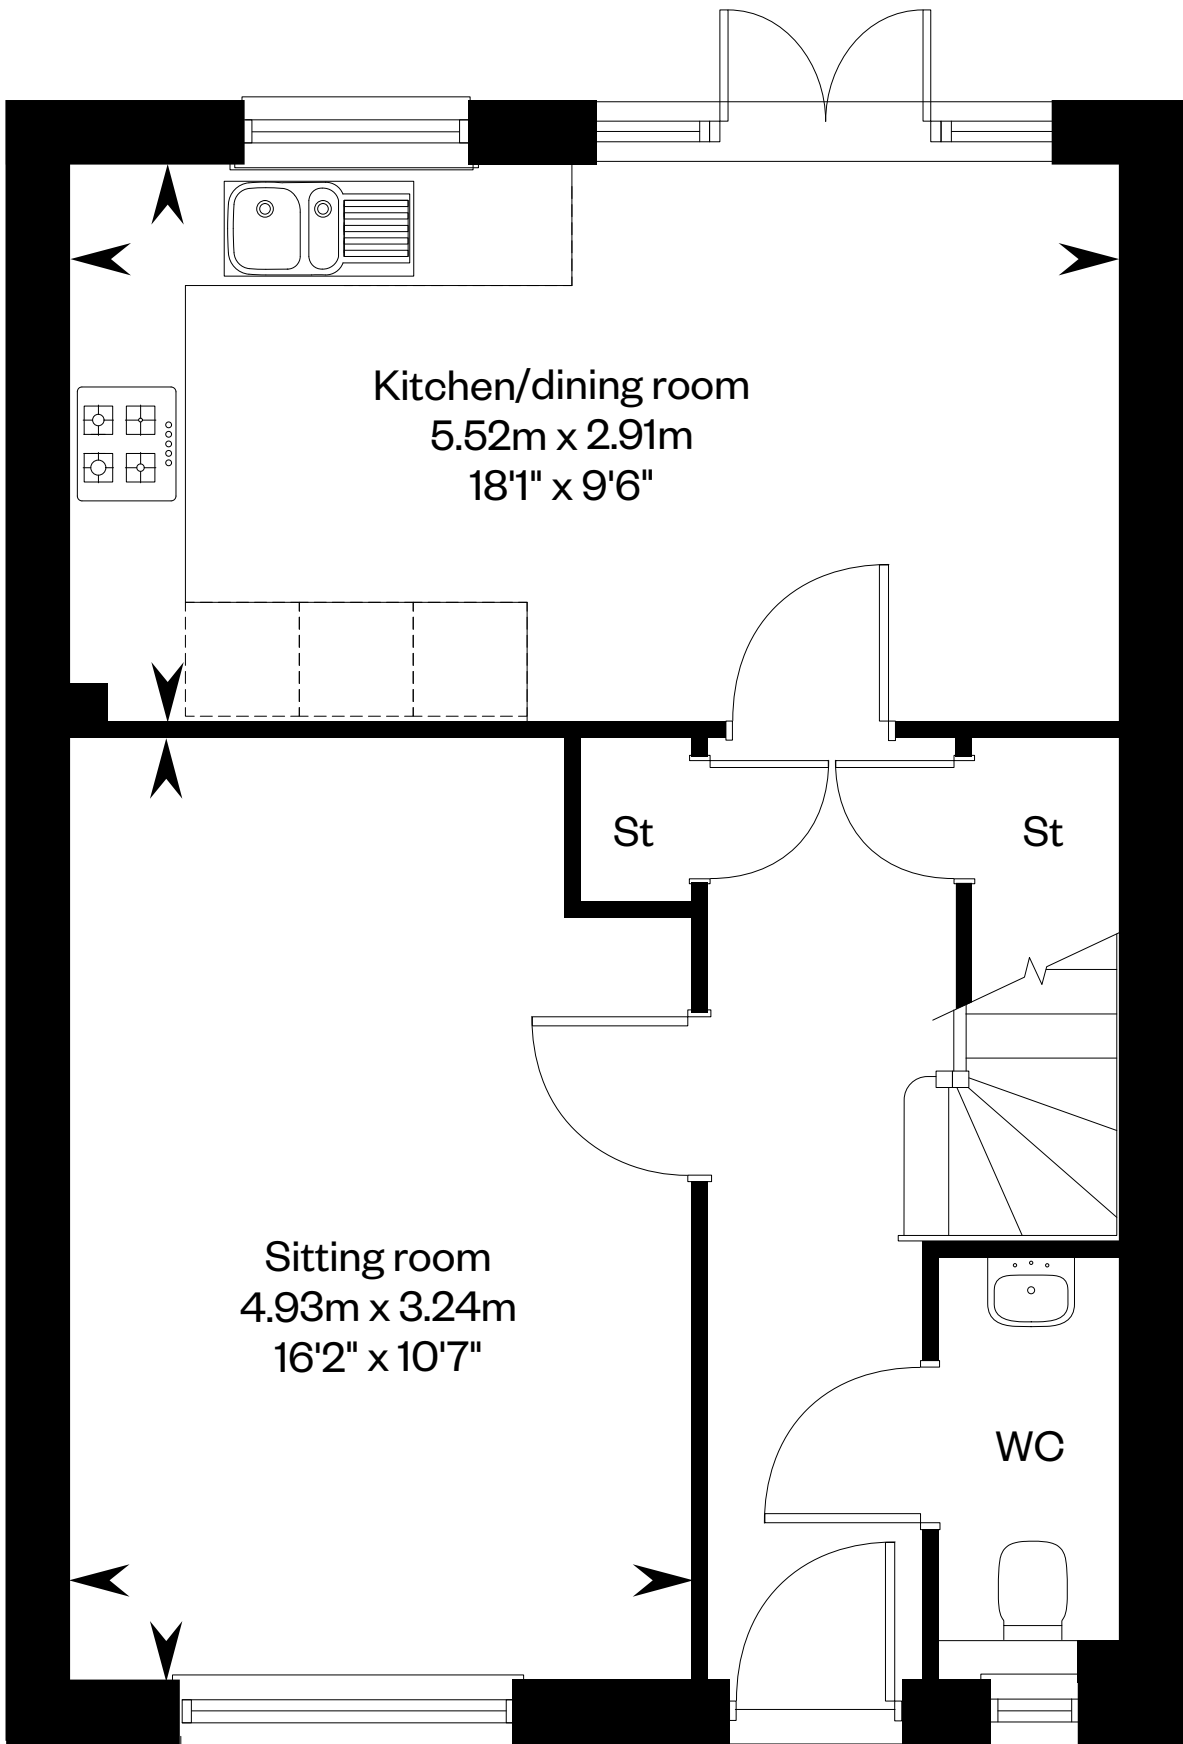 Kitchen/dining room
5.52m x 2.91m
18'1" x 9'6"
St
St
Sitting room
4.93m x 3.24m
16'2" x 10'7"
WC